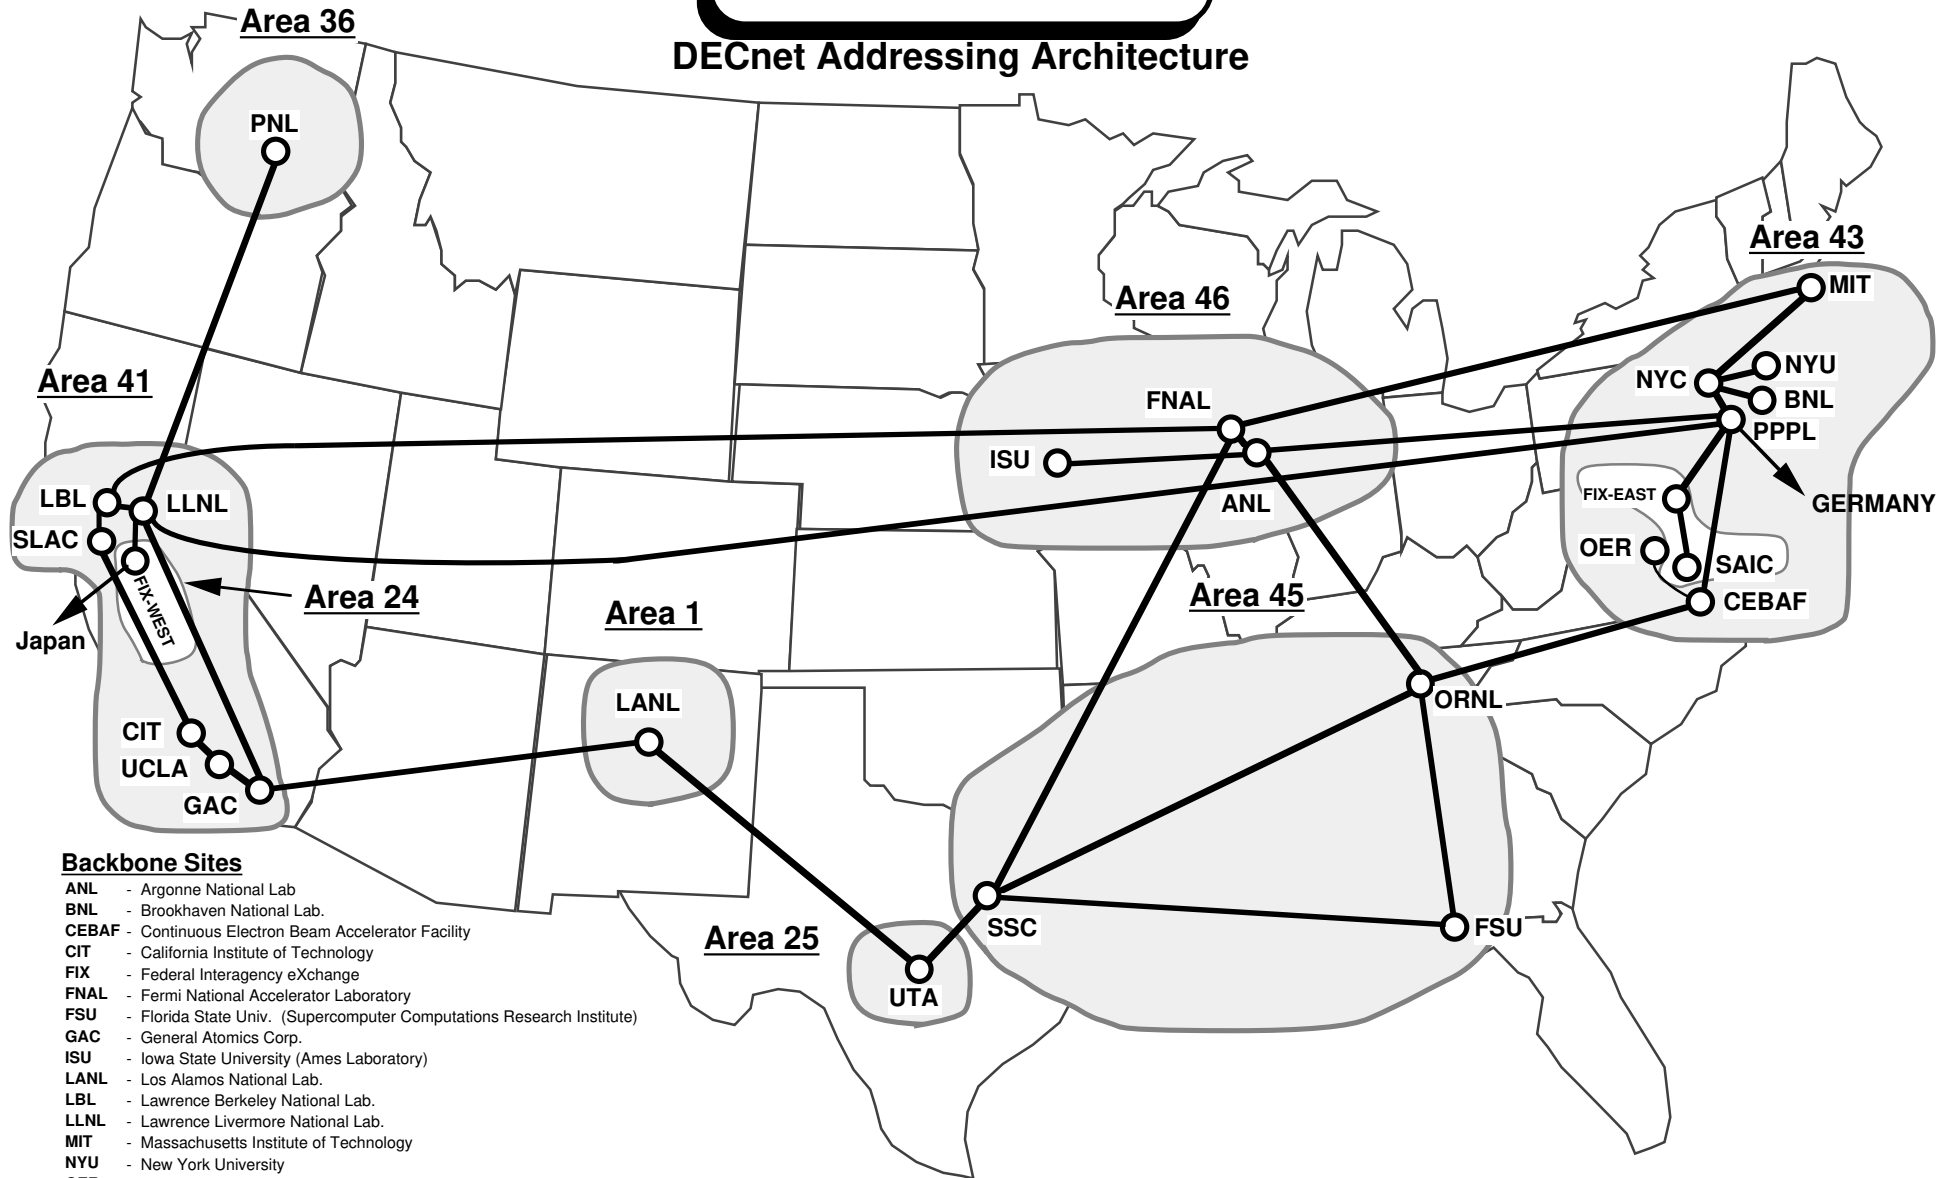 Area 36
DECnet Addressing Architecture
PNL
Area 43
MIT
Area 46
Area 41
NYC
NYU
FNAL
BNL
PPPL
ISU
LBL
LLNL
ANL
FIX-EAST
GERMANY
SLAC
OER
SAIC
FIX-WEST
Area 24
Area 1
Area 45
CEBAF
Japan
LANL
ORNL
CIT
UCLA
GAC
Area 25
SSC
FSU
UTA
Backbone Sites
ANL - Argonne National Lab
BNL - Brookhaven National Lab.
CEBAF - Continuous Electron Beam Accelerator Facility
CIT - California Institute of Technology
FIX - Federal Interagency eXchange
FNAL - Fermi National Accelerator Laboratory
FSU - Florida State Univ. (Supercomputer Computations Research Institute)
GAC - General Atomics Corp.
ISU - Iowa State University (Ames Laboratory)
LANL - Los Alamos National Lab.
LBL - Lawrence Berkeley National Lab.
LLNL - Lawrence Livermore National Lab.
MIT - Massachusetts Institute of Technology
NYU - New York University